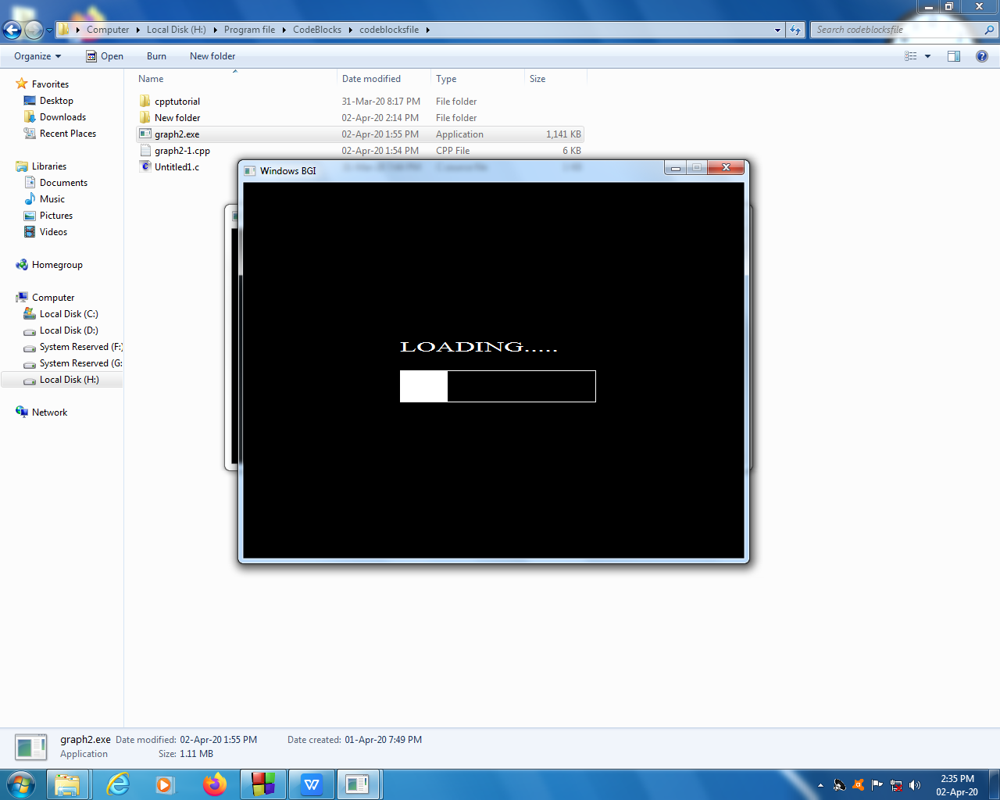 Computer Local Disk (H:) Program file CodeBlocks codeblocksfile
Search codeblocksfile
Organize Open Burn New folder
Favorites
Desktop
Downloads
Recent Places
Libraries
Documents
Music
Pictures
Videos
Homegroup
Computer
Local Disk (C:)
Local Disk (D:)
System Reserved (F:)
System Reserved (G:
Local Disk (H:)
Network
Name Date modified Type Size
cpptutorial 31-Mar-20 8:17 PM File folder
New folder 02-Apr-20 2:14 PM File folder
graph2.exe 02-Apr-20 1:55 PM Application 1,141 KB
graph2-1.cpp 02-Apr-20 1:54 PM CPP File 6 KB
Untitled1.c
Windows BGI
LOADING.....
graph2.exe Date modified: 02-Apr-20 1:55 PM Date created: 01-Apr-20 7:49 PM
Application Size: 1.11 MB
2:35 PM
02-Apr-20